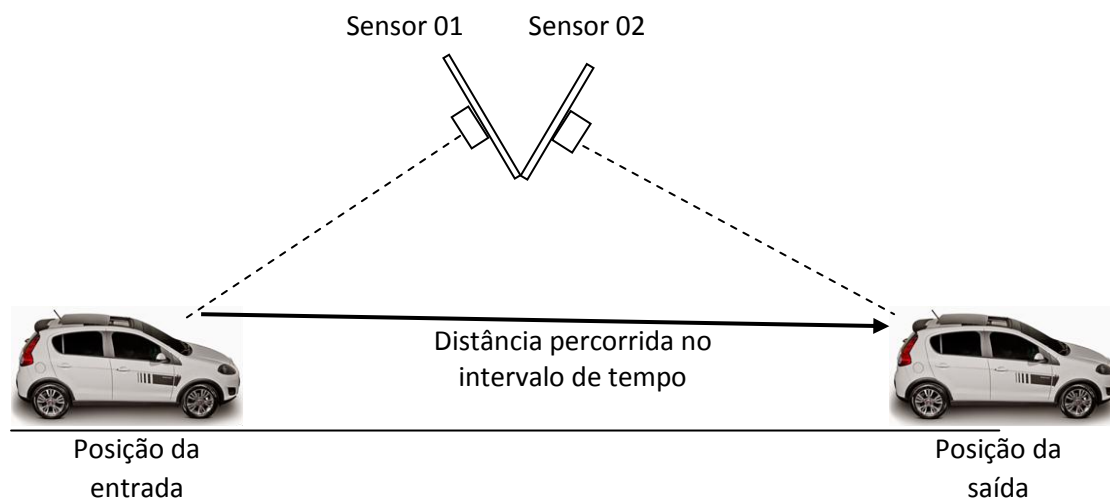 Sensor 01
Sensor 02
Distância percorrida no
intervalo de tempo
Posição da
entrada
Posição da
saída